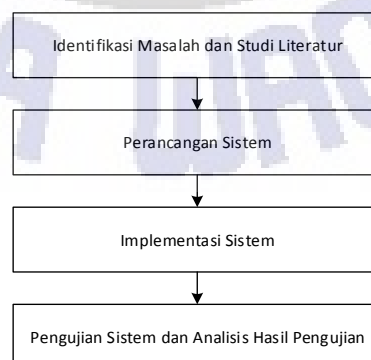 Identifikasi Masalah dan Studi Literatur
Perancangan Sistem
Implementasi Sistem
Pengujian Sistem dan Analisis Hasil Pengujian